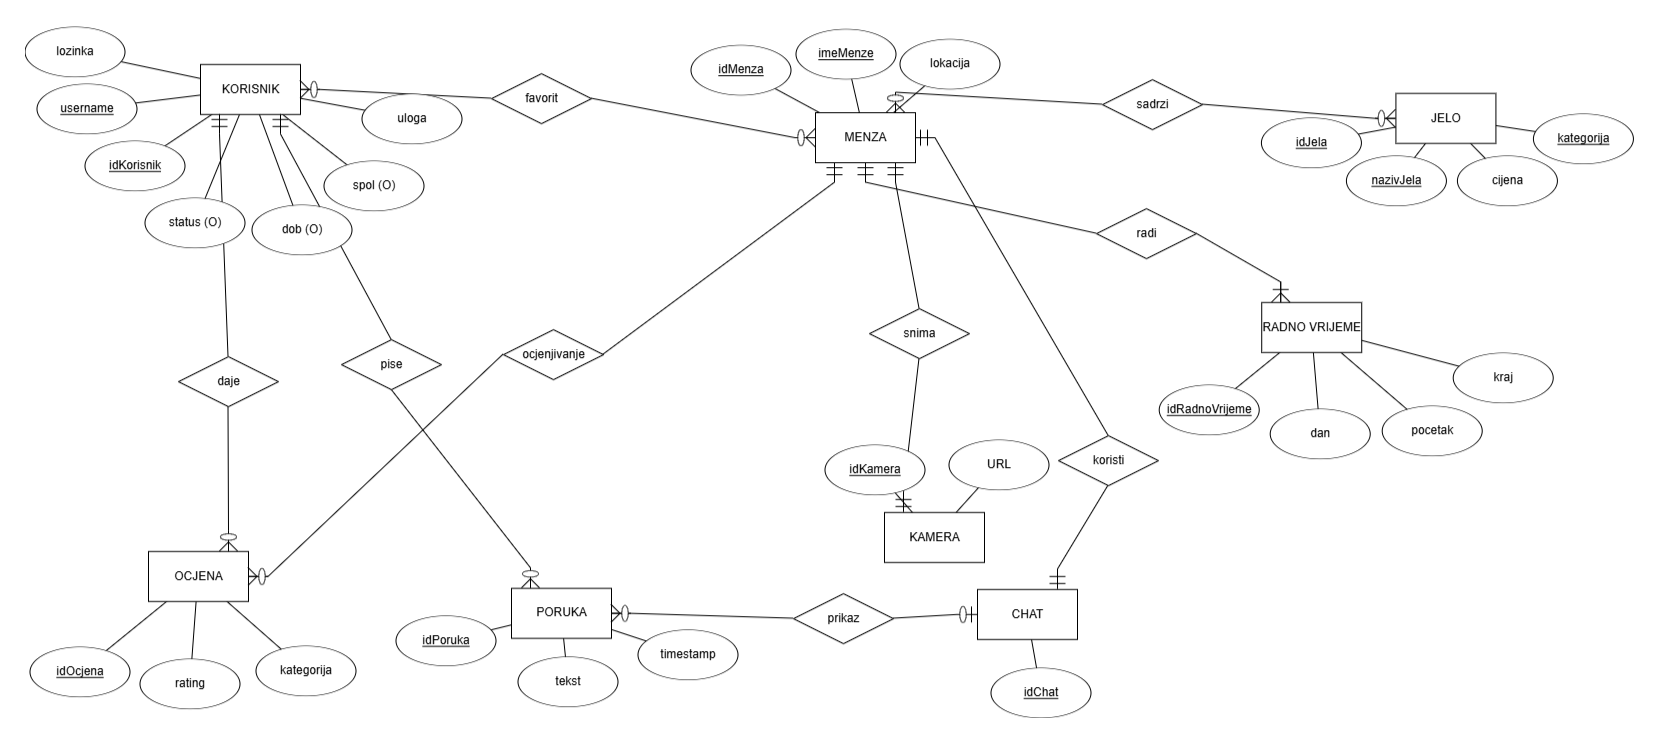 lozinka
KORISNIK
username
uloga
idKorisnik
spol (O)
status (O)
dob (O)
favorit
idMenza
imeMenze
lokacija
MENZA
sadrzi
JELO
idJela
kategorija
nazivJela
cijena
radi
RADNO VRIJEME
kraj
idRadnoVrijeme
dan
pocetak
snima
ocjenjivanje
pise
daje
idKamera
URL
koristi
KAMERA
OCJENA
PORUKA
prikaz
CHAT
idPoruka
timestamp
tekst
idChat
idOcjena
rating
kategorija